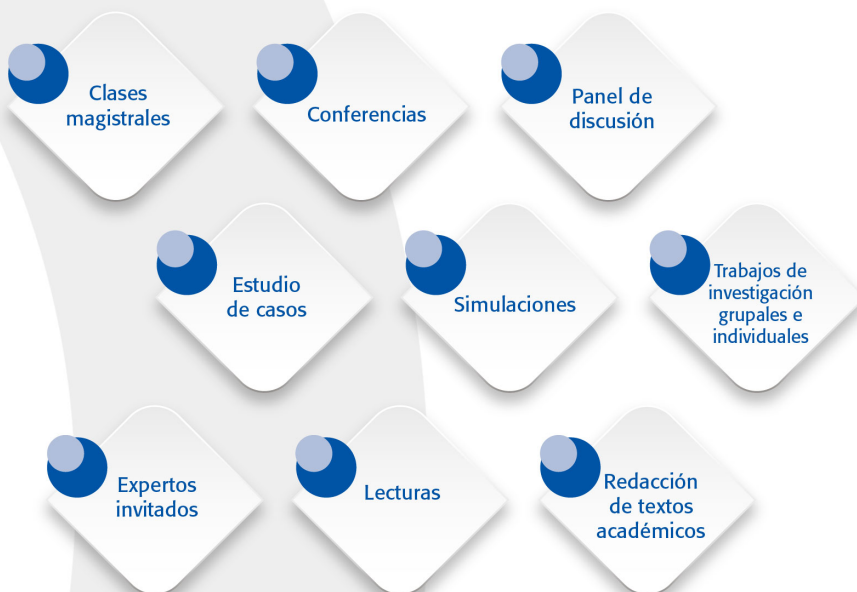 Clases
magistrales
Conferencias
Panel de
discusión
Estudio
de casos
Simulaciones
Trabajos de
investigación
grupales e
individuales
Expertos
invitados
Lecturas
Redacción
de textos
académicos